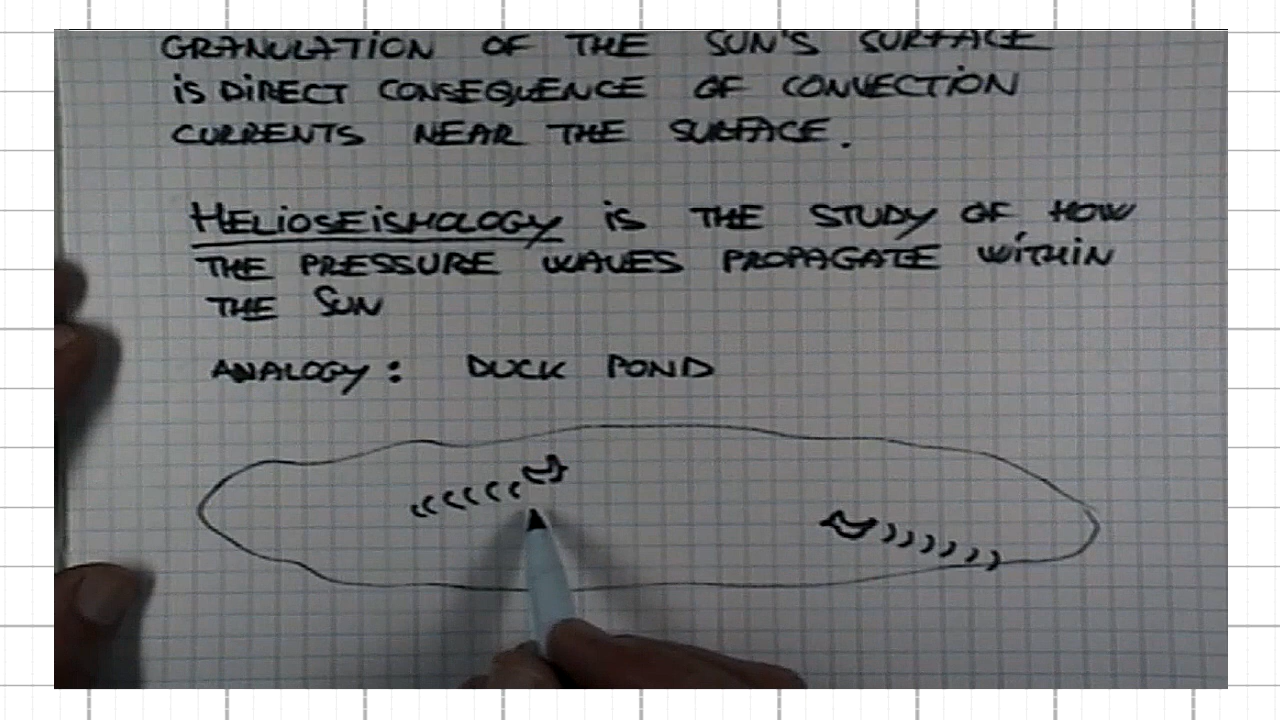 GRANULATION OF THE SUN'S SURFACE
IS DIRECT CONSEQUENCE OF CONVECTION
CURRENTS NEAR THE SURFACE.
HELIOSEISMOLOGY IS THE STUDY OF HOW
THE PRESSURE WAVES PROPAGATE WITHIN
THE SUN
ANALOGY: DUCK POND